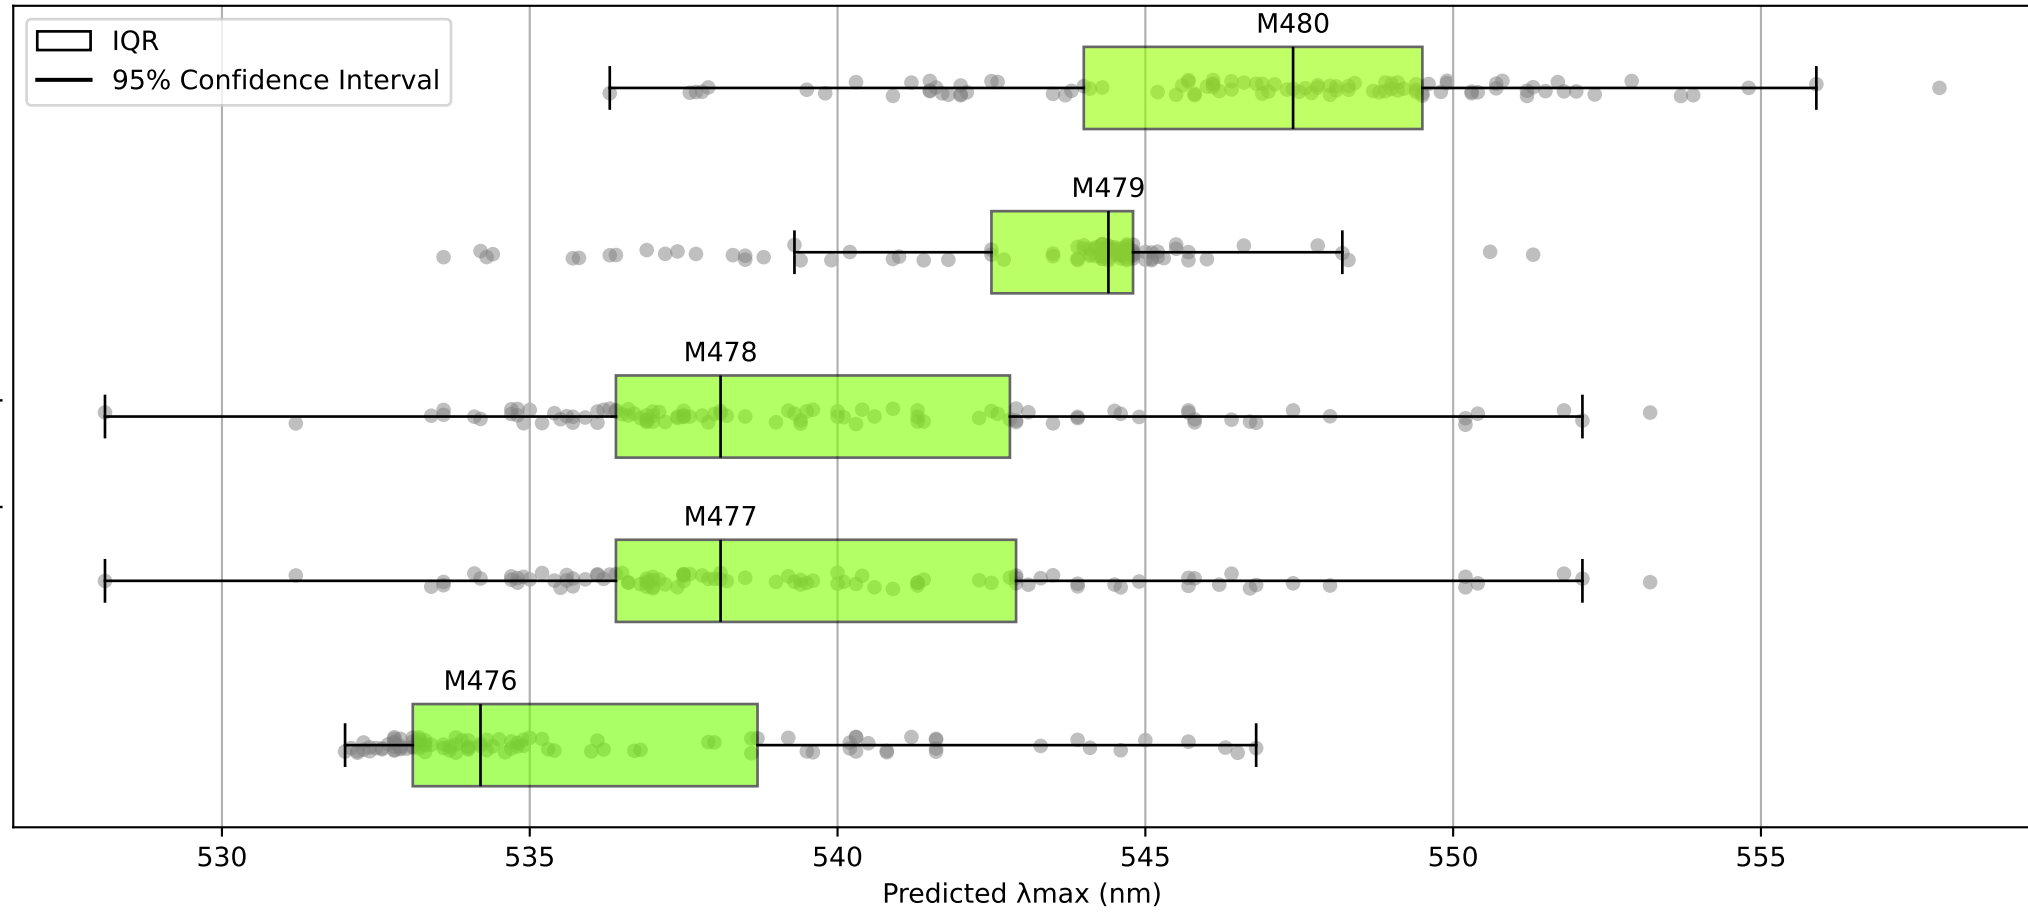 IQR
95% Confidence Interval
M480
M479
M478
M477
M476
530 535 540 545 550 555
Predicted λmax (nm)